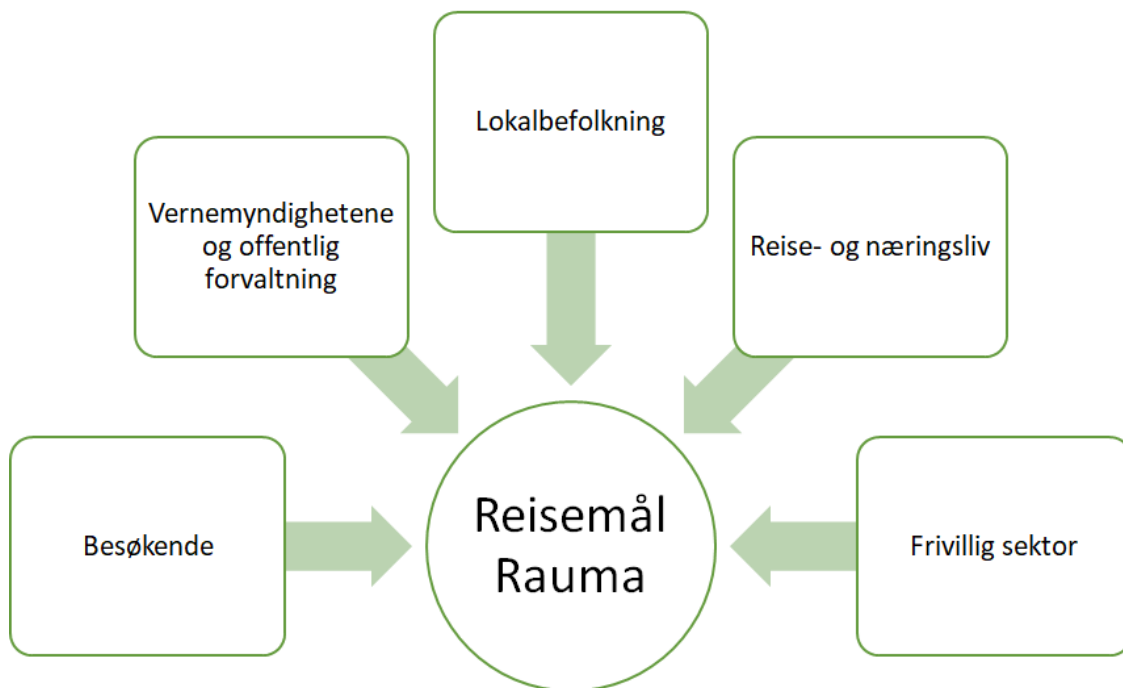 Lokalbefolkning
Vernemyndighetene
og offentlig
forvaltning
Reise- og næringsliv
Besøkende
Reisemål
Rauma
Frivillig sektor